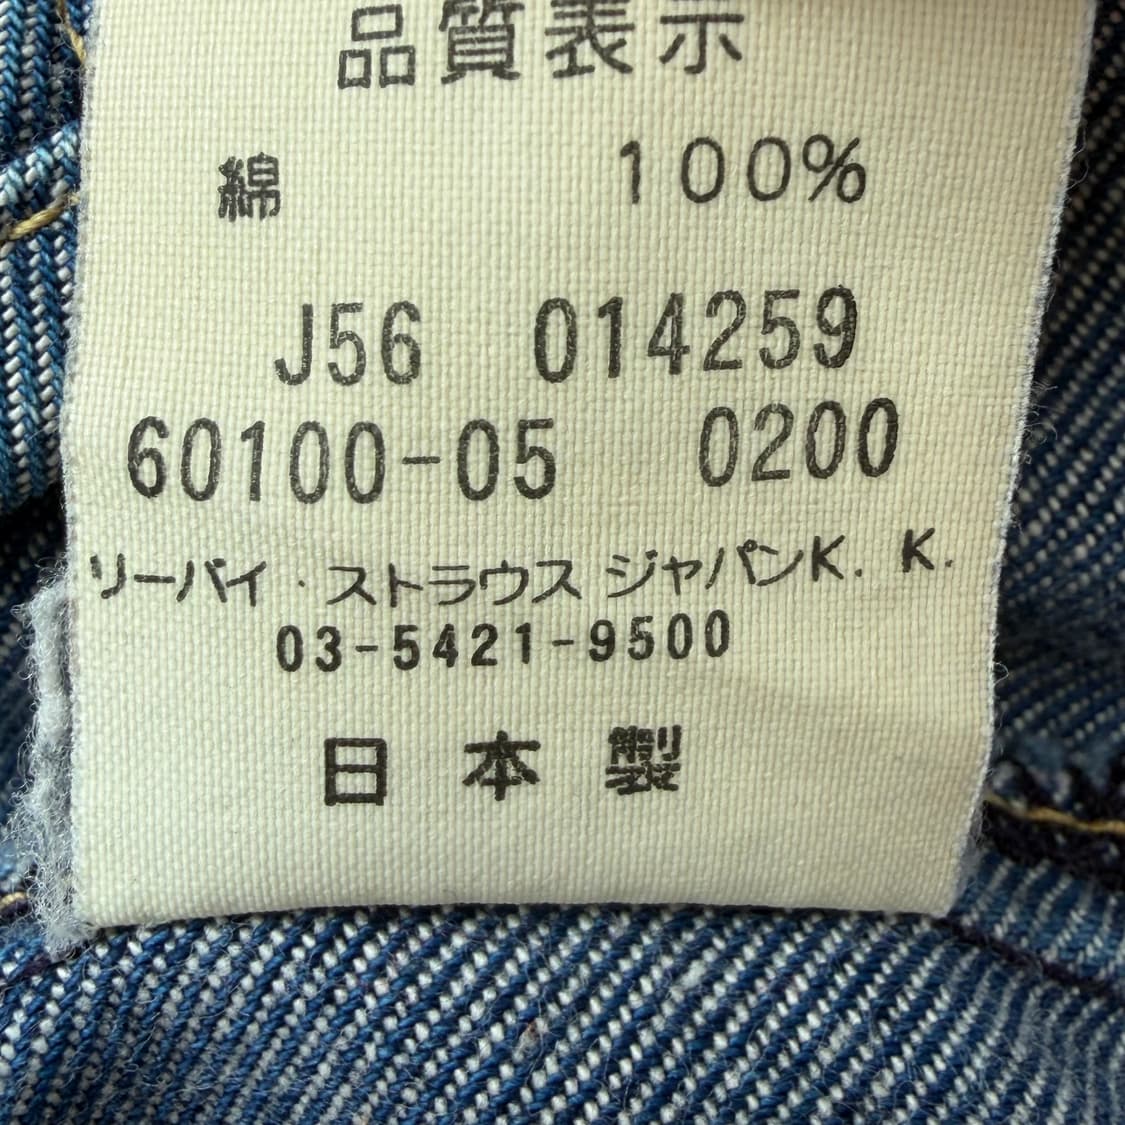 品質表示
綿 100%
J56 014259
60100-05 0200
リーバイ・ストラウス ジャパンK. K.
03-5421-9500
日本製